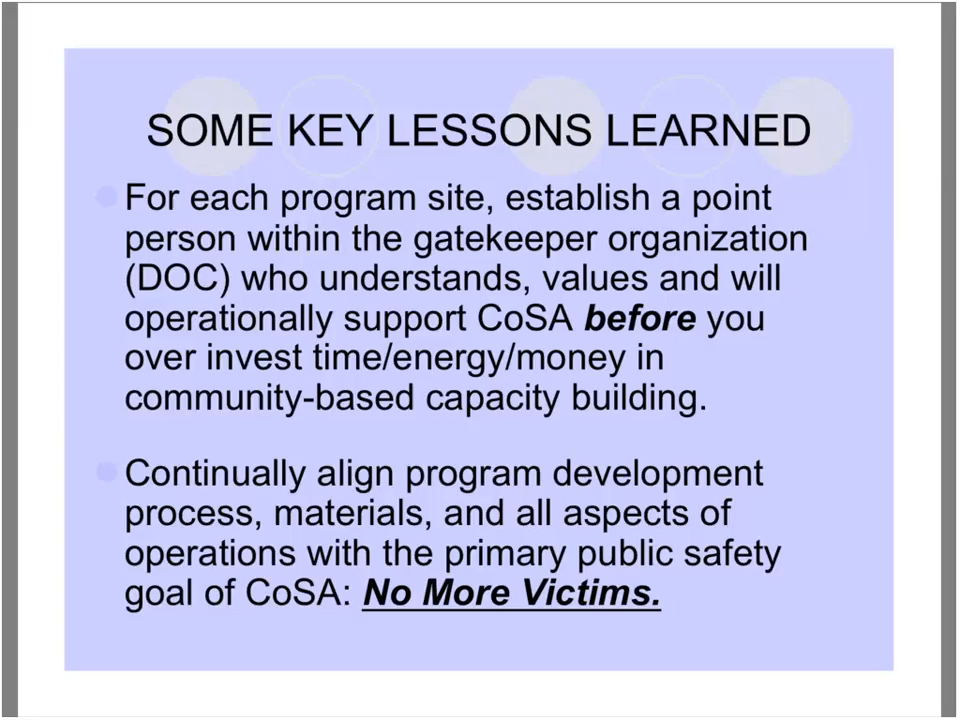 SOME KEY LESSONS LEARNED
For each program site, establish a point
person within the gatekeeper organization
(DOC) who understands, values and will
operationally support CoSA before you
over invest time/energy/money in
community-based capacity building.
Continually align program development
process, materials, and all aspects of
operations with the primary public safety
goal of CoSA: No More Victims.